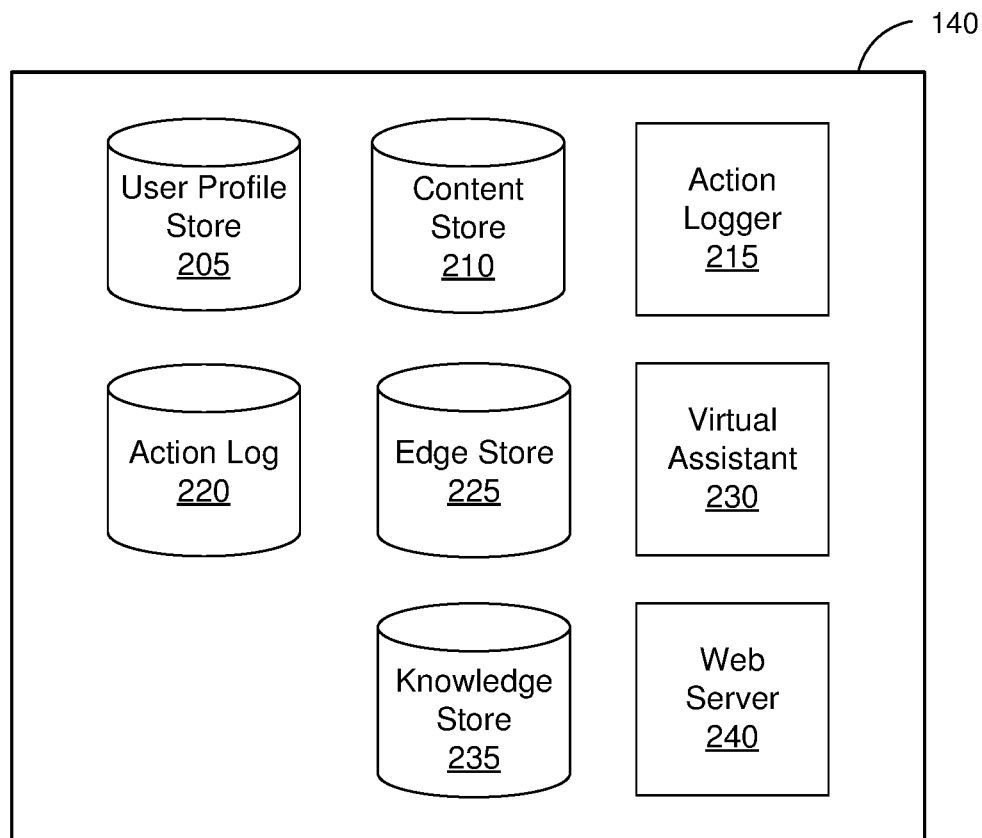 140
User Profile
Store
205
Content
Store
210
Action
Logger
215
Action Log
220
Edge Store
225
Virtual
Assistant
230
Knowledge
Store
235
Web
Server
240